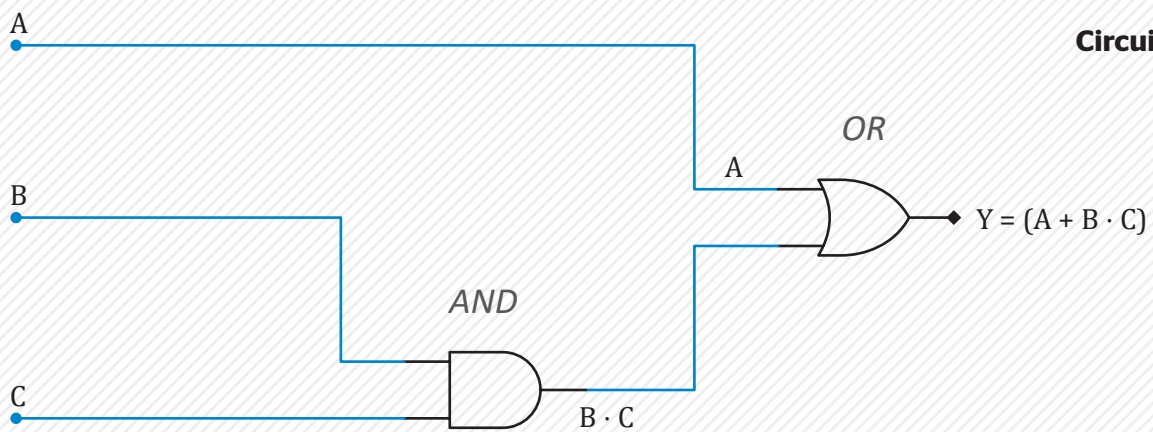 A
Circui
OR
A
B
Y = (A + B · C)
AND
C
B · C